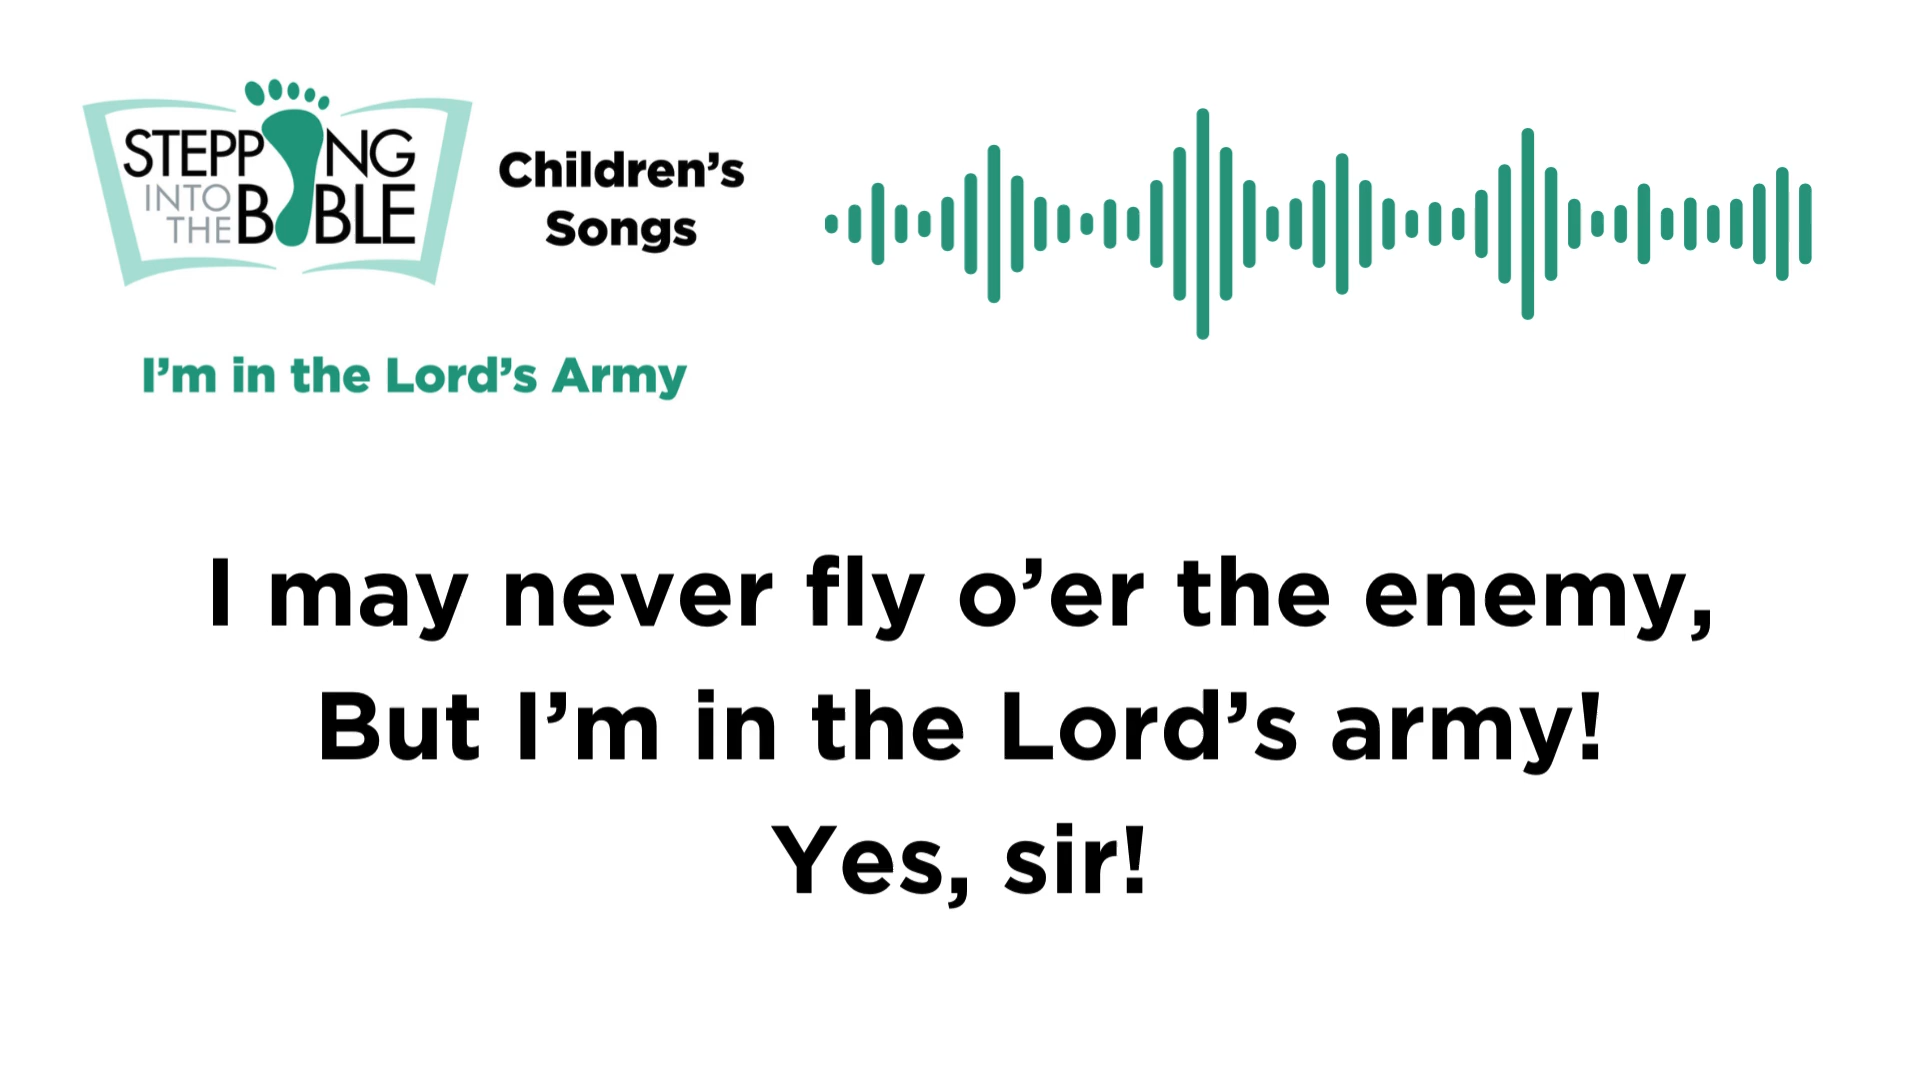 STEPPING
INTO
THE BIBLE
Children’s
Songs
I’m in the Lord’s Army
I may never fly o’er the enemy,
But I’m in the Lord’s army!
Yes, sir!